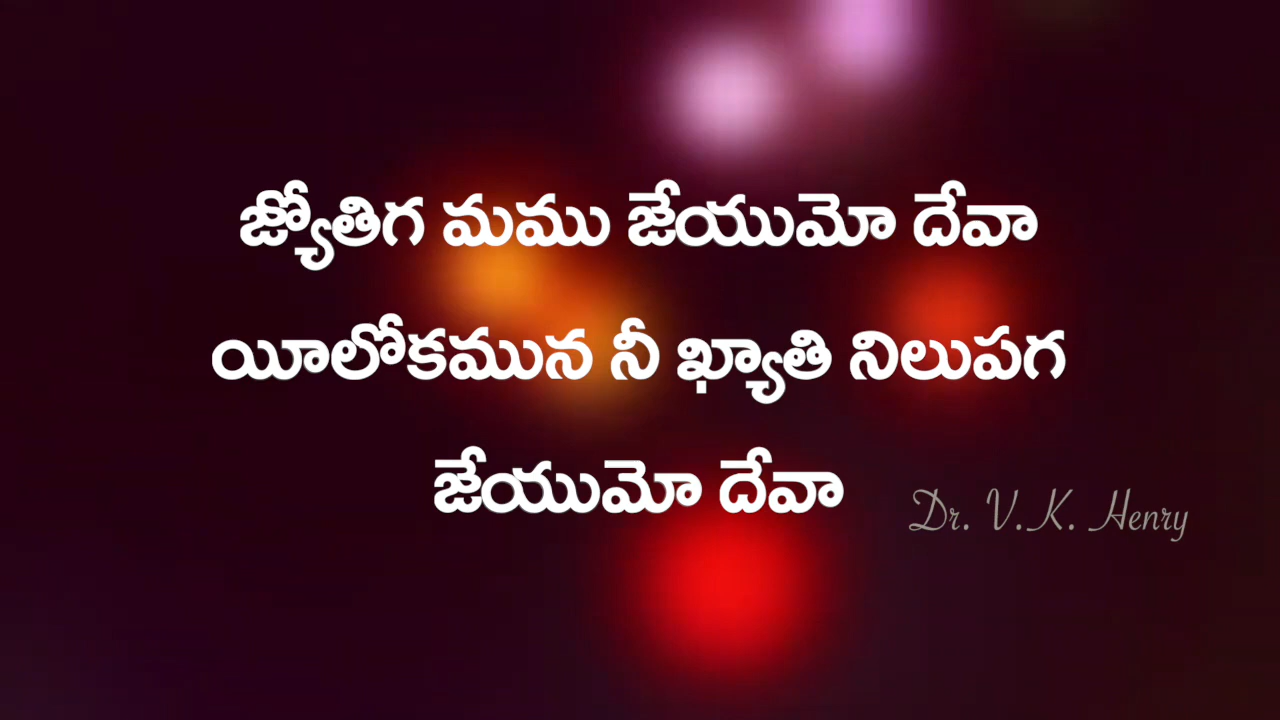 జ్యోతిగ మము జేయుమో దేవా
యీలోకమున నీ ఖ్యాతి నిలుపగ
జేయుమో దేవా
Dr. V.K. Henry